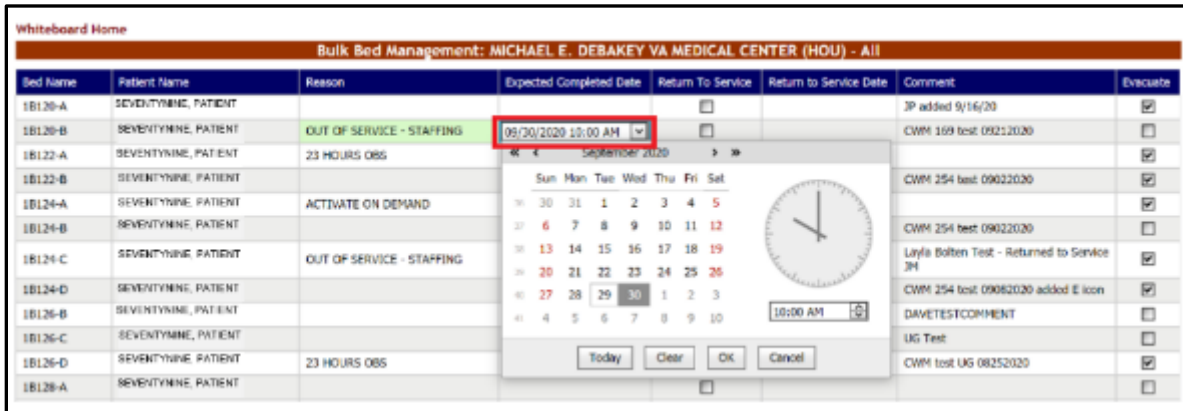 Whiteboard Home
Bulk Bed Management: MICHAEL E. DEBAKEY VA MEDICAL CENTER (HOU) - All
Bed Name Patient Name Reason Expected Completed Date Return To Service Return to Service Date Comment Evacuate
1B120-A SEVENTYNINE, PATIENT JP added 9/16/20
1B120-B SEVENTYNINE, PATIENT OUT OF SERVICE - STAFFING 09/30/2020 10:00 AM CWM 169 test 09212020
1B122-A SEVENTYNINE, PATIENT 23 HOURS OBS
1B122-B SEVENTYNINE, PATIENT CWM 254 test 09022020
1B124-A SEVENTYNINE, PATIENT ACTIVATE ON DEMAND
1B124-B SEVENTYNINE, PATIENT CWM 254 test 09022020
1B124-C SEVENTYNINE, PATIENT OUT OF SERVICE - STAFFING Layla Bolten Test - Returned to Service JM
1B124-D SEVENTYNINE, PATIENT CWM 254 test 09082020 added E icon
1B126-B SEVENTYNINE, PATIENT DAVETESTCOMMENT
1B126-C SEVENTYNINE, PATIENT UG Test
1B126-D SEVENTYNINE, PATIENT 23 HOURS OBS CWM test UG 08252020
1B128-A SEVENTYNINE, PATIENT
« ‹ September 2020 › »
Sun Mon Tue Wed Thu Fri Sat
36 30 31 1 2 3 4 5
37 6 7 8 9 10 11 12
38 13 14 15 16 17 18 19
39 20 21 22 23 24 25 26
40 27 28 29 30 1 2 3
41 4 5 6 7 8 9 10
10:00 AM
Today Clear OK Cancel